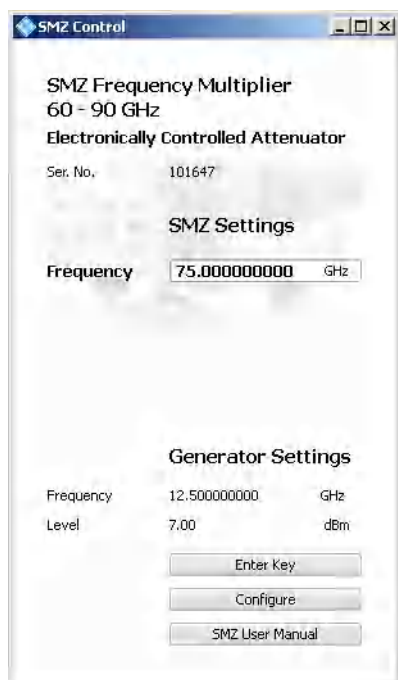 SMZ Control
SMZ Frequency Multiplier
60 - 90 GHz
Electronically Controlled Attenuator
Ser. No. 101647
SMZ Settings
Frequency 75.000000000 GHz
Generator Settings
Frequency 12.500000000 GHz
Level 7.00 dBm
Enter Key
Configure
SMZ User Manual